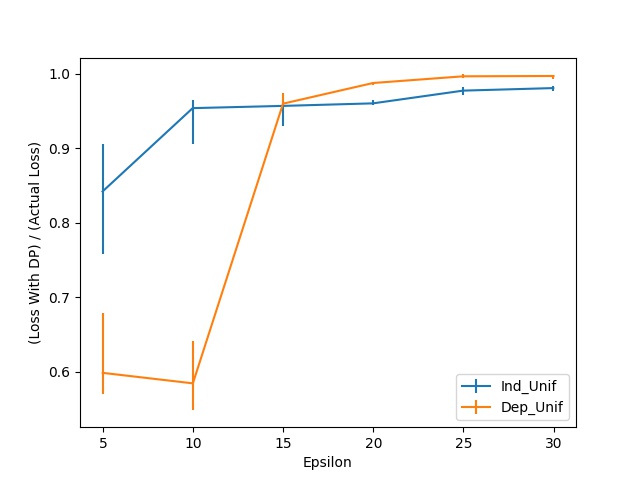 1.0
0.9
0.8
0.7
0.6
(Loss With DP) / (Actual Loss)
5 10 15 20 25 30
Epsilon
Ind_Unif
Dep_Unif